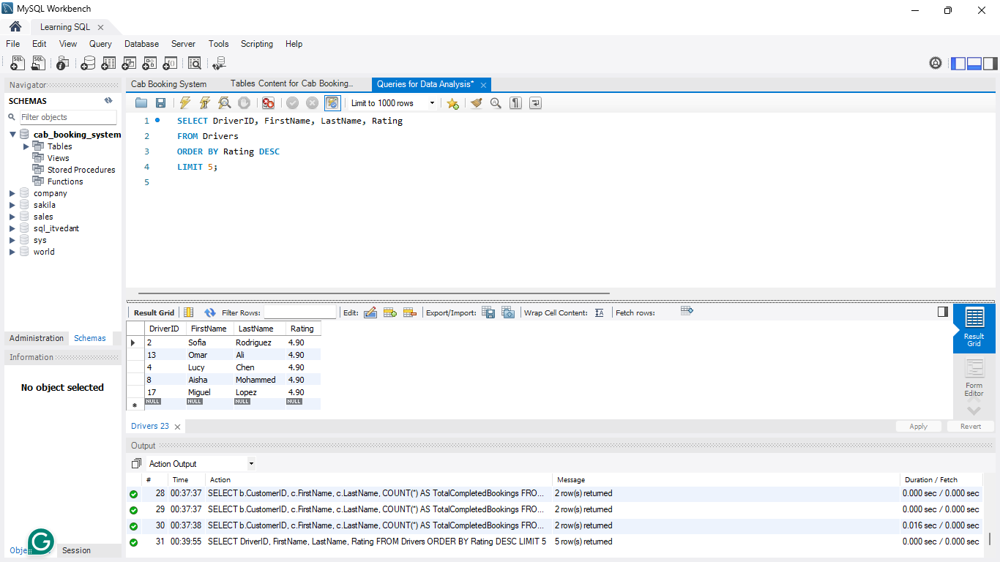 MySQL Workbench
Learning SQL
File Edit View Query Database Server Tools Scripting Help
Navigator
SCHEMAS
Filter objects
cab_booking_system
Tables
Views
Stored Procedures
Functions
company
sakila
sales
sql_itvedant
sys
world
Administration Schemas
Information
No object selected
Session
Cab Booking System Tables Content for Cab Booking... Queries for Data Analysis*
Limit to 1000 rows
1 SELECT DriverID, FirstName, LastName, Rating
2 FROM Drivers
3 ORDER BY Rating DESC
4 LIMIT 5;
5
Result Grid Filter Rows: Edit: Export/Import: Wrap Cell Content: Fetch rows:
DriverID FirstName LastName Rating
2 Sofia Rodriguez 4.90
13 Omar Ali 4.90
4 Lucy Chen 4.90
8 Aisha Mohammed 4.90
17 Miguel Lopez 4.90
NULL NULL NULL NULL
Result
Grid
Form
Editor
Drivers 23
Apply Revert
Output
Action Output
# Time Action Message Duration / Fetch
28 00:37:37 SELECT b.CustomerID, c.FirstName, c.LastName, COUNT(*) AS TotalCompletedBookings FRO... 2 row(s) returned 0.000 sec / 0.000 sec
29 00:37:37 SELECT b.CustomerID, c.FirstName, c.LastName, COUNT(*) AS TotalCompletedBookings FRO... 2 row(s) returned 0.000 sec / 0.000 sec
30 00:37:38 SELECT b.CustomerID, c.FirstName, c.LastName, COUNT(*) AS TotalCompletedBookings FRO... 2 row(s) returned 0.016 sec / 0.000 sec
31 00:39:55 SELECT DriverID, FirstName, LastName, Rating FROM Drivers ORDER BY Rating DESC LIMIT 5 5 row(s) returned 0.000 sec / 0.000 sec